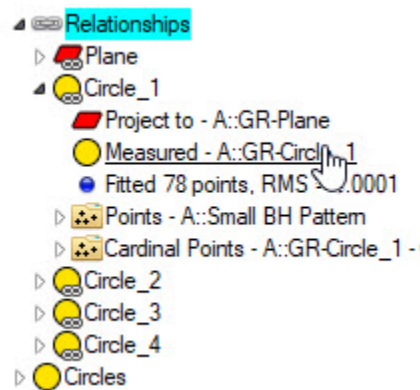 Relationships
Plane
Circle_1
Project to - A::GR-Plane
Measured - A::GR-Circle_1
Fitted 78 points, RMS .0001
Points - A::Small BH Pattern
Cardinal Points - A::GR-Circle_1 -
Circle_2
Circle_3
Circle_4
Circles